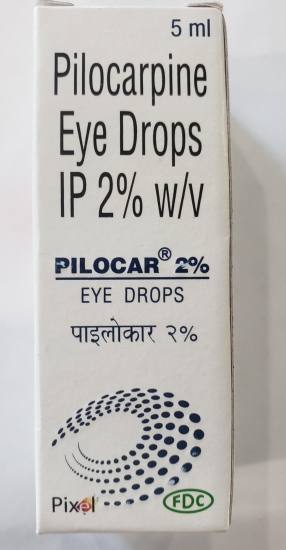 5 ml
Pilocarpine
Eye Drops
IP 2% w/v
PILOCAR® 2%
EYE DROPS
पाइलोकार २%
Pixel
FDC